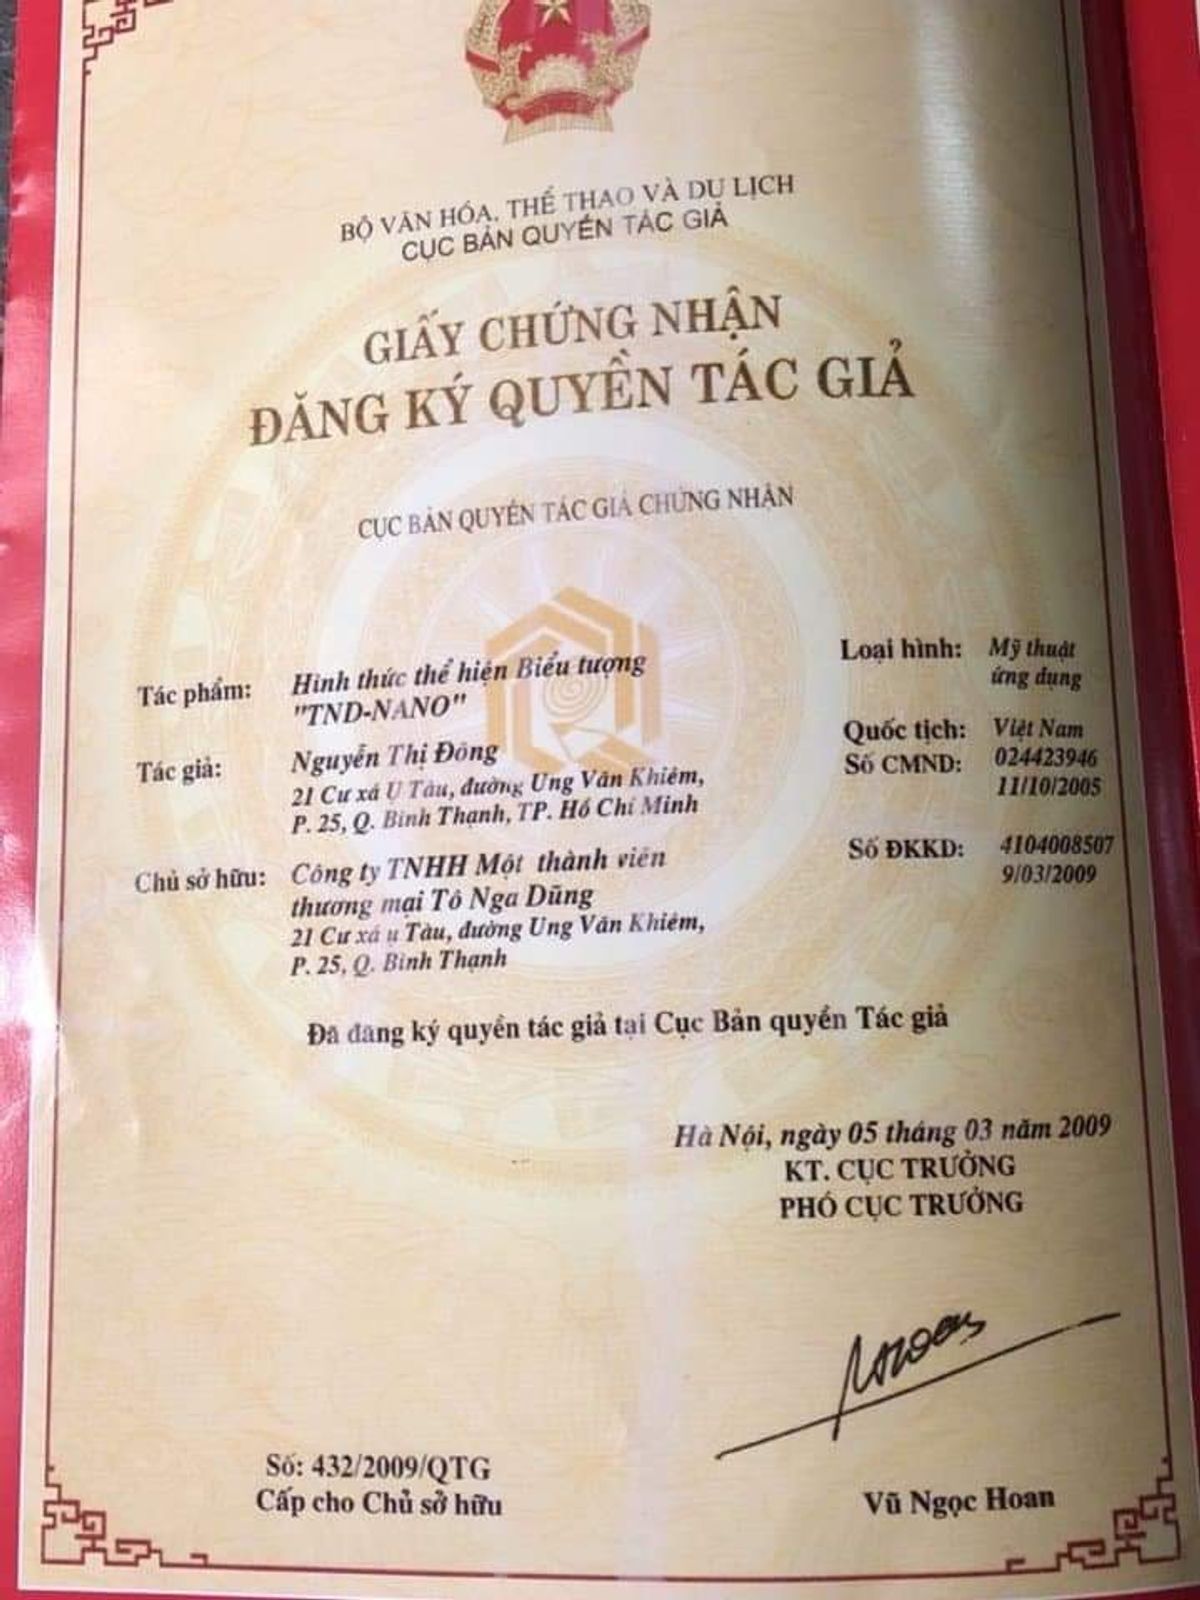 BỘ VĂN HÓA, THỂ THAO VÀ DU LỊCH
CỤC BẢN QUYỀN TÁC GIẢ
GIẤY CHỨNG NHẬN
ĐĂNG KÝ QUYỀN TÁC GIẢ
CỤC BẢN QUYỀN TÁC GIẢ CHỨNG NHẬN
Tác phẩm: Hình thức thể hiện Biểu tượng
"TND-NANO"
Loại hình: Mỹ thuật
ứng dụng
Tác giả: Nguyễn Thị Đông
21 Cư xá U Tàu, đường Ung Văn Khiêm,
P. 25, Q. Bình Thạnh, TP. Hồ Chí Minh
Quốc tịch: Việt Nam
Số CMND: 024423946
11/10/2005
Chủ sở hữu: Công ty TNHH Một thành viên
thương mại Tô Nga Dũng
21 Cư xá u Tàu, đường Ung Văn Khiêm,
P. 25, Q. Bình Thạnh
Số ĐKKD: 4104008507
9/03/2009
Đã đăng ký quyền tác giả tại Cục Bản quyền Tác giả
Hà Nội, ngày 05 tháng 03 năm 2009
KT. CỤC TRƯỞNG
PHÓ CỤC TRƯỞNG
Số: 432/2009/QTG
Cấp cho Chủ sở hữu
Vũ Ngọc Hoan